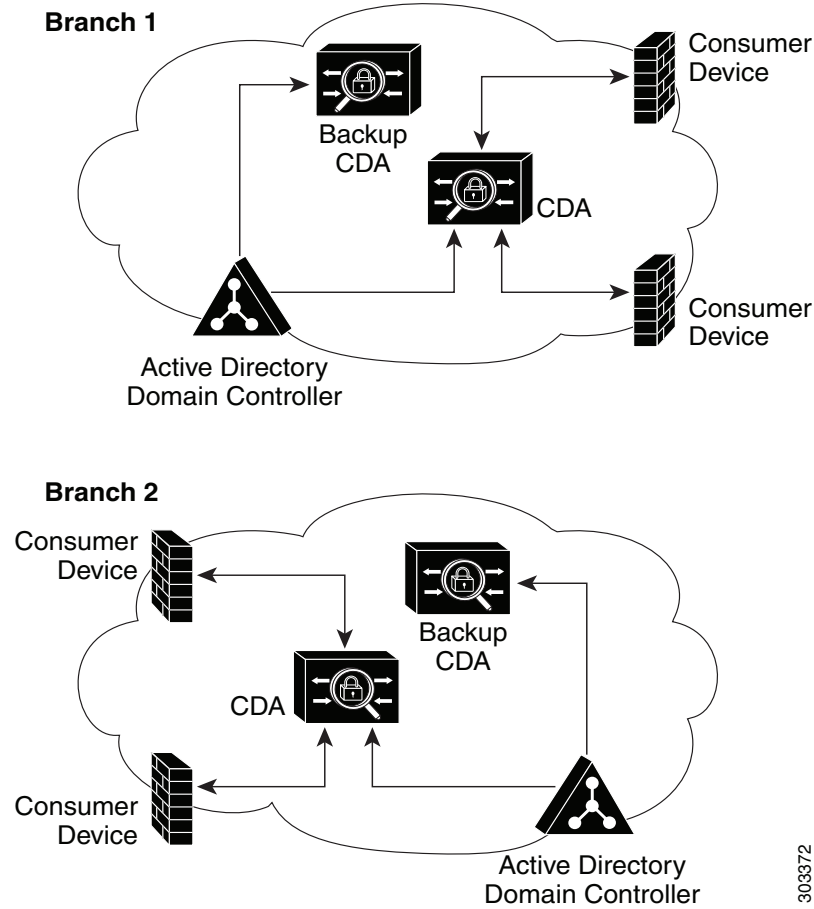 Branch 1
Consumer
Device
Backup
CDA
CDA
Consumer
Device
Active Directory
Domain Controller
Branch 2
Consumer
Device
Backup
CDA
CDA
Consumer
Device
Active Directory
Domain Controller
303372